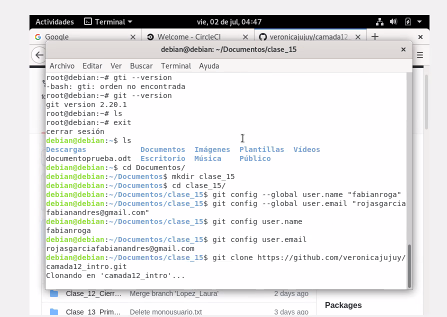 Actividades Terminal vie, 02 de jul, 04:47
Google Welcome - CircleCI veronicajujuy/camada12
debian@debian: ~/Documentos/clase_15
Archivo Editar Ver Buscar Terminal Ayuda
root@debian:~# gti --version
-bash: gti: orden no encontrada
root@debian:~# git --version
git version 2.20.1
root@debian:~# ls
root@debian:~# exit
cerrar sesión
debian@debian:~$ ls
Descargas Documentos Imágenes Plantillas Vídeos
documentoprueba.odt Escritorio Música Público
debian@debian:~$ cd Documentos/
debian@debian:~/Documentos$ mkdir clase_15
debian@debian:~/Documentos$ cd clase_15/
debian@debian:~/Documentos/clase_15$ git config --global user.name "fabianroga"
debian@debian:~/Documentos/clase_15$ git config --global user.email "rojasgarcia
fabianandres@gmail.com"
debian@debian:~/Documentos/clase_15$ git config user.name
fabianroga
debian@debian:~/Documentos/clase_15$ git config user.email
rojasgarciafabianandres@gmail.com
debian@debian:~/Documentos/clase_15$ git clone https://github.com/veronicajujuy/
camada12_intro.git
Clonando en 'camada12_intro'...
Clase_12_Cierr... Merge branch 'Lopez_Laura' 2 days ago
Packages
Clase_13_Prim... Delete monousuario.txt 3 days ago